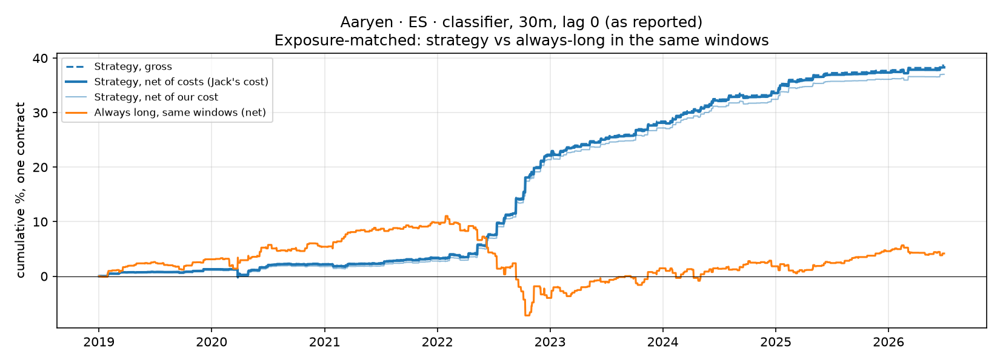 Aaryen · ES · classifier, 30m, lag 0 (as reported)
Exposure-matched: strategy vs always-long in the same windows
Strategy, gross
Strategy, net of costs (Jack's cost)
Strategy, net of our cost
Always long, same windows (net)
cumulative %, one contract
40
30
20
10
0
2019
2020
2021
2022
2023
2024
2025
2026